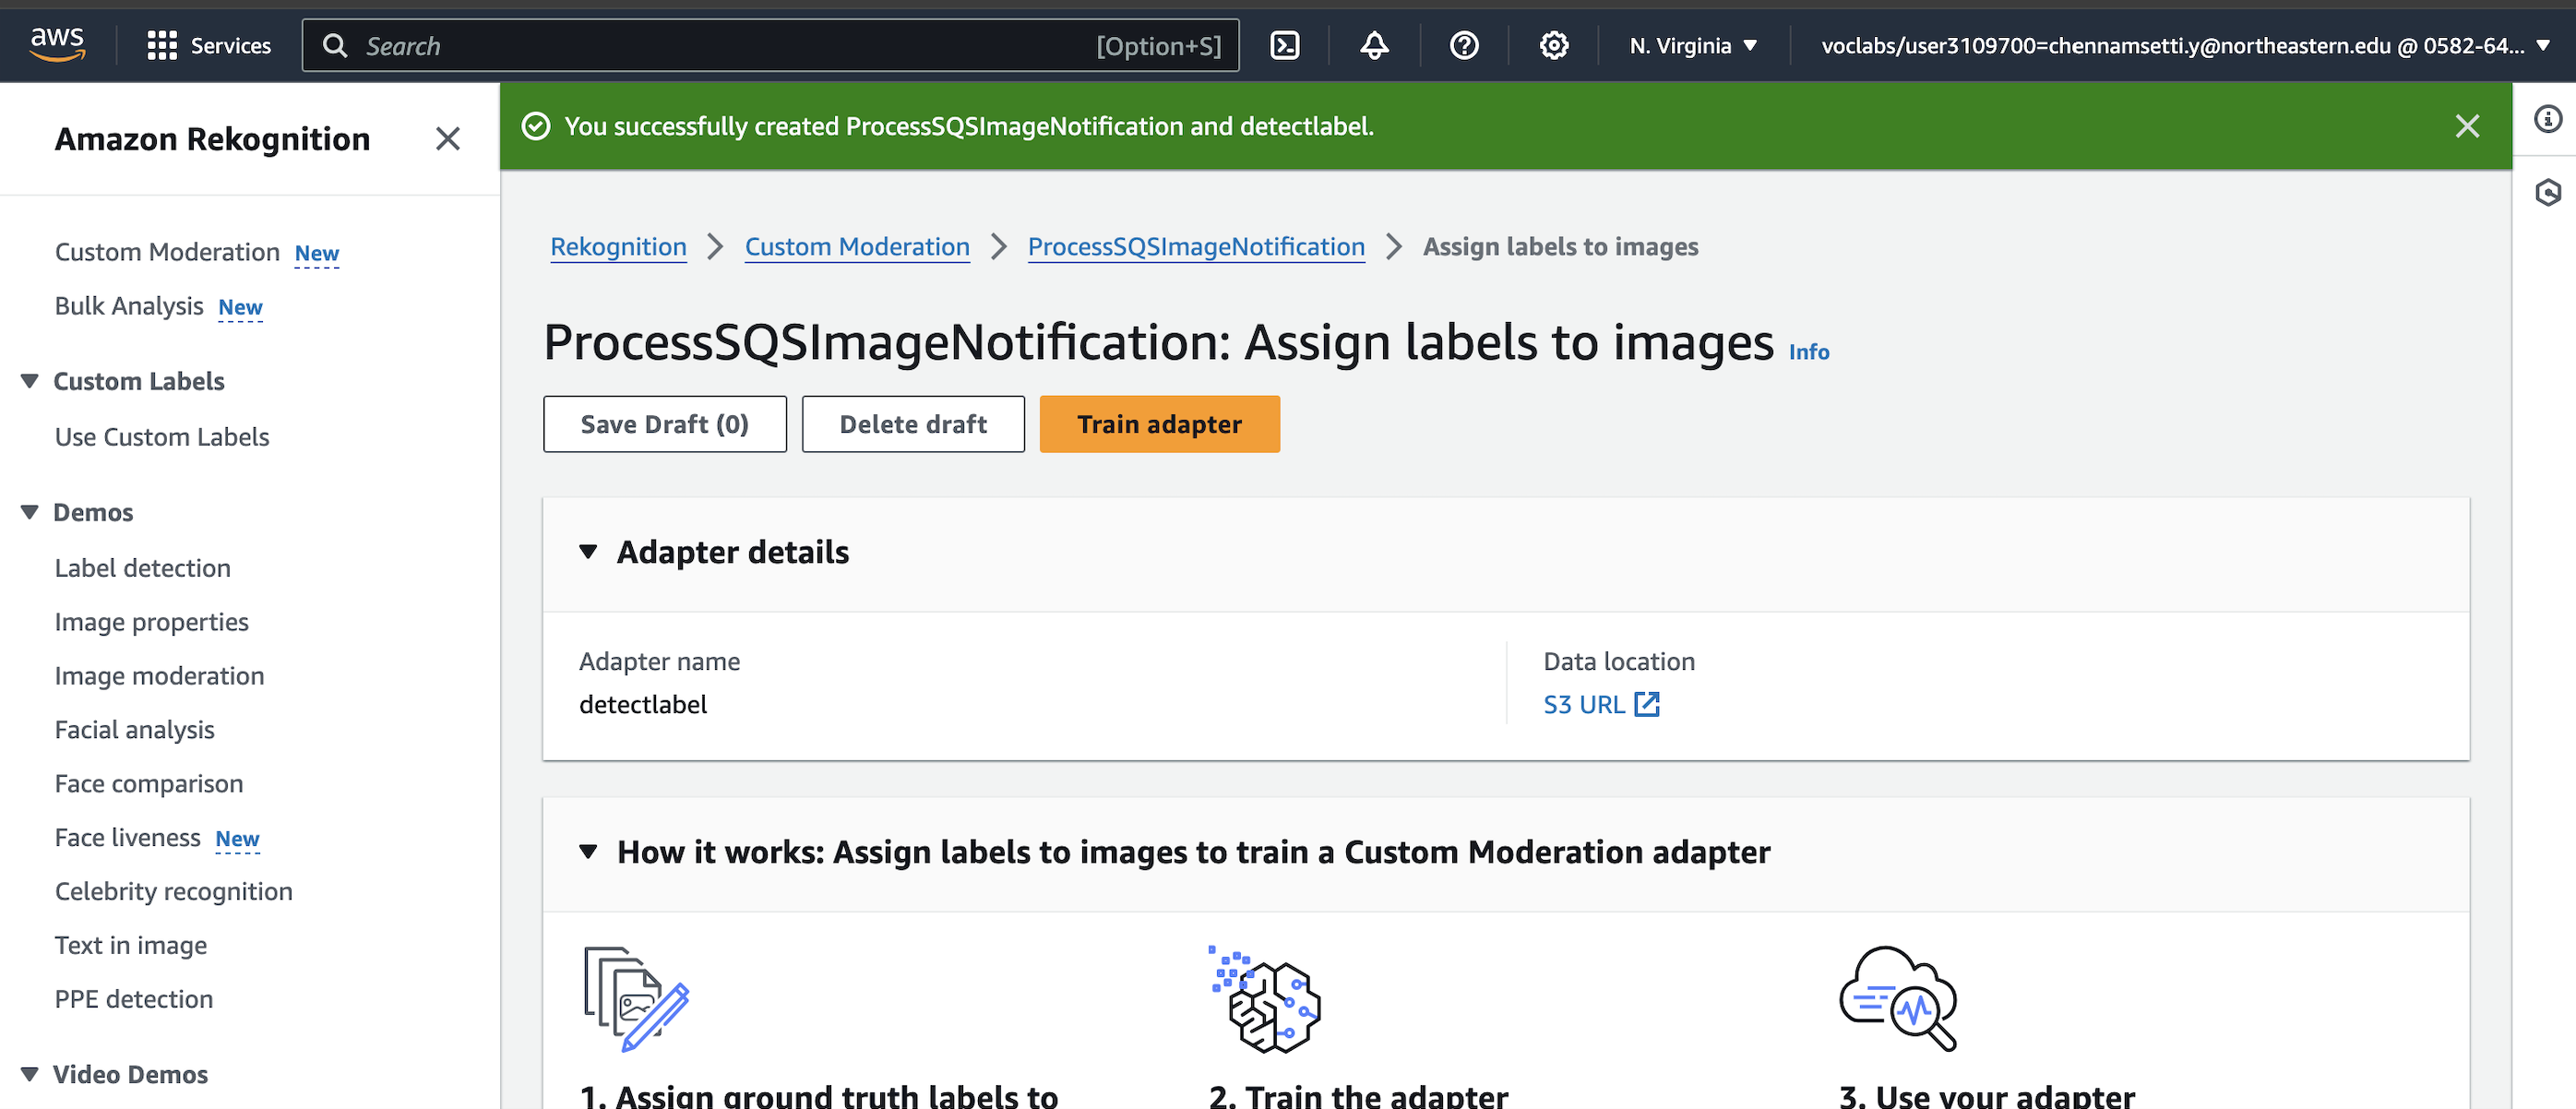 aws
Services
Search
[Option+S]
N. Virginia
voclabs/user3109700=chennamsetti.y@northeastern.edu @ 0582-64...
Amazon Rekognition
Custom Moderation New
Bulk Analysis New
Custom Labels
Use Custom Labels
Demos
Label detection
Image properties
Image moderation
Facial analysis
Face comparison
Face liveness New
Celebrity recognition
Text in image
PPE detection
Video Demos
You successfully created ProcessSQSImageNotification and detectlabel.
Rekognition
Custom Moderation
ProcessSQSImageNotification
Assign labels to images
ProcessSQSImageNotification: Assign labels to images Info
Save Draft (0)
Delete draft
Train adapter
Adapter details
Adapter name
detectlabel
Data location
S3 URL
How it works: Assign labels to images to train a Custom Moderation adapter
1. Assign ground truth labels to
2. Train the adapter
3. Use your adapter